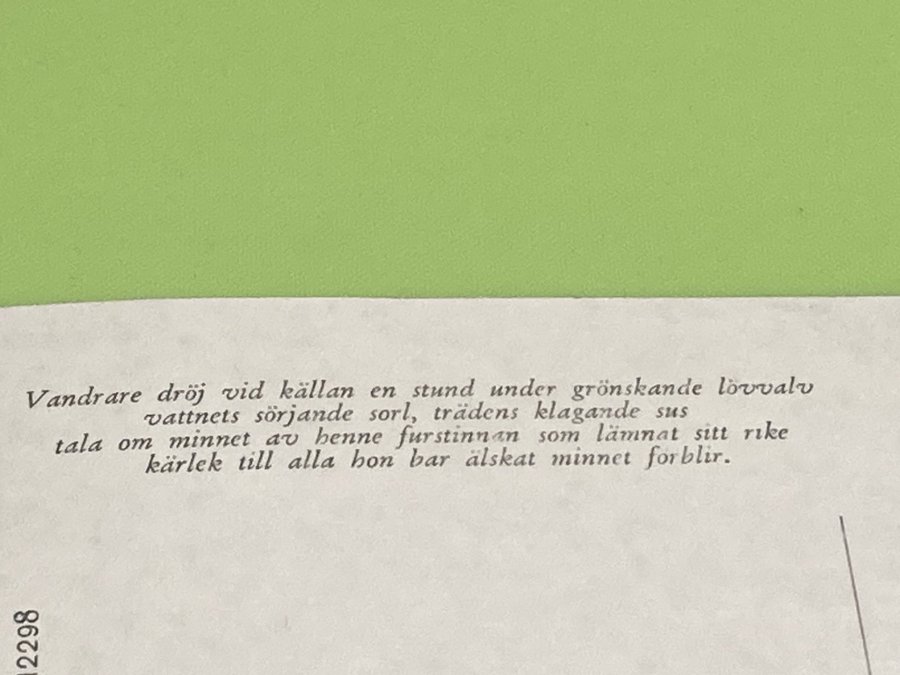 Vandrare dröj vid källan en stund under grönskande lövvalv
vattnets sörjande sorl, trädens klagande sus
tala om minnet av henne furstinnan som lämnat sitt rike
kärlek till alla hon bar älskat minnet förblir.
12298